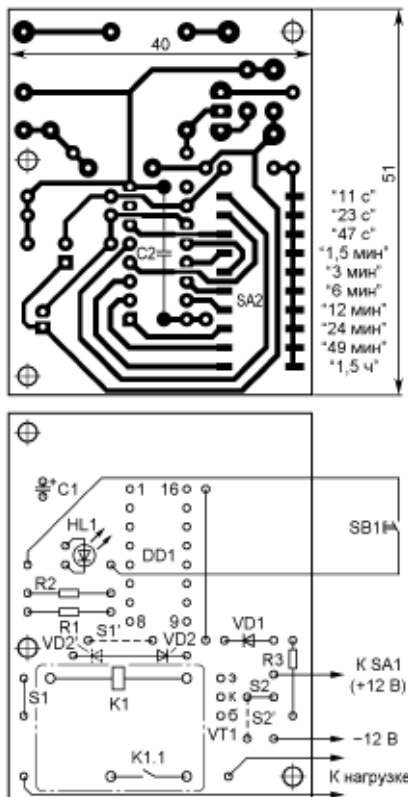 40
51
C2
SA2
"11 с"
"23 с"
"47 с"
"1,5 мин"
"3 мин"
"6 мин"
"12 мин"
"24 мин"
"49 мин"
"1,5 ч"
+ C1
1 16
HL1
DD1
SB1
R2
R1
8 9
S1'
VD1
VD2' VD2
R3
К SA1
(+12 В)
S1
K1
э
к
б
S2
VT1
S2'
−12 В
K1.1
К нагрузке